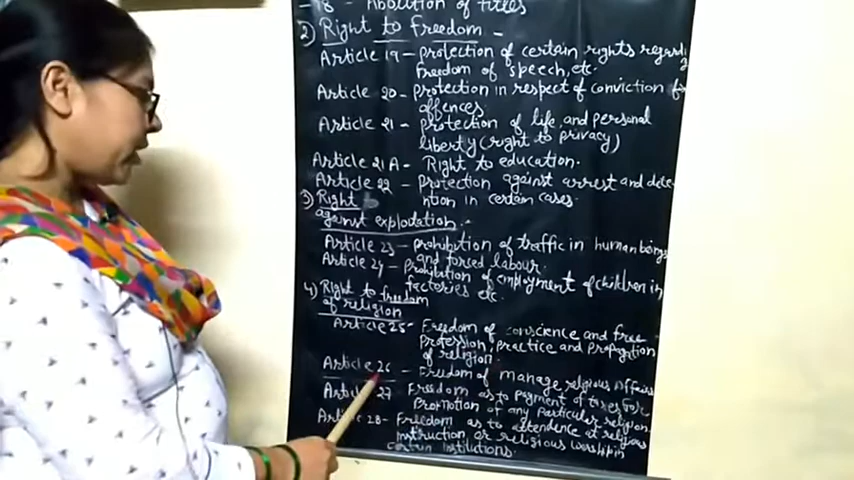 18 - Abolition of titles
2) Right to Freedom -
Article 19 - protection of certain rights regardi
Freedom of speech, etc.
Article 20 - protection in respect of conviction for
offences
Article 21 - protection of life and personal
liberty (right to privacy)
Article 21 A - Right to education.
Article 22 - protection against arrest and dete-
ntion in certain cases.
3) Right
against exploitation -
Article 23 - prohibition of traffic in human beings
and forced labour.
Article 24 - prohibition of employment of children in
factories etc.
4) Right to freedom
of religion
Article 25 - Freedom of conscience and free
profession, practice and propagation
of religion
Article 26 - Freedom of manage religious Affairs
Article 27 Freedom as to payment of taxes for
promotion of any particular religion.
Article 28 - Freedom as to attendence at religious
instruction or religious worship in
certain institutions.